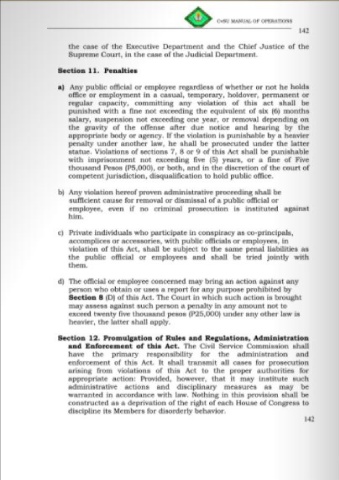 CvSU MANUAL OF OPERATIONS
142
the case of the Executive Department and the Chief Justice of the
Supreme Court, in the case of the Judicial Department.
Section 11. Penalties
a) Any public official or employee regardless of whether or not he holds
office or employment in a casual, temporary, holdover, permanent or
regular capacity, committing any violation of this act shall be
punished with a fine not exceeding the equivalent of six (6) months
salary, suspension not exceeding one year, or removal depending on
the gravity of the offense after due notice and hearing by the
appropriate body or agency. If the violation is punishable by a heavier
penalty under another law, he shall be prosecuted under the latter
statue. Violations of sections 7, 8 or 9 of this Act shall be punishable
with imprisonment not exceeding five (5) years, or a fine of Five
thousand Pesos (P5,000), or both, and in the discretion of the court of
competent jurisdiction, disqualification to hold public office.
b) Any violation hereof proven administrative proceeding shall be
sufficient cause for removal or dismissal of a public official or
employee, even if no criminal prosecution is instituted against
him.
c) Private individuals who participate in conspiracy as co-principals,
accomplices or accessories, with public officials or employees, in
violation of this Act, shall be subject to the same penal liabilities as
the public official or employees and shall be tried jointly with
them.
d) The official or employee concerned may bring an action against any
person who obtain or uses a report for any purpose prohibited by
Section 8 (D) of this Act. The Court in which such action is brought
may assess against such person a penalty in any amount not to
exceed twenty five thousand pesos (P25,000) under any other law is
heavier, the latter shall apply.
Section 12. Promulgation of Rules and Regulations, Administration
and Enforcement of this Act. The Civil Service Commission shall
have the primary responsibility for the administration and
enforcement of this Act. It shall transmit all cases for prosecution
arising from violations of this Act to the proper authorities for
appropriate action: Provided, however, that it may institute such
administrative actions and disciplinary measures as may be
warranted in accordance with law. Nothing in this provision shall be
constructed as a deprivation of the right of each House of Congress to
discipline its Members for disorderly behavior.
142